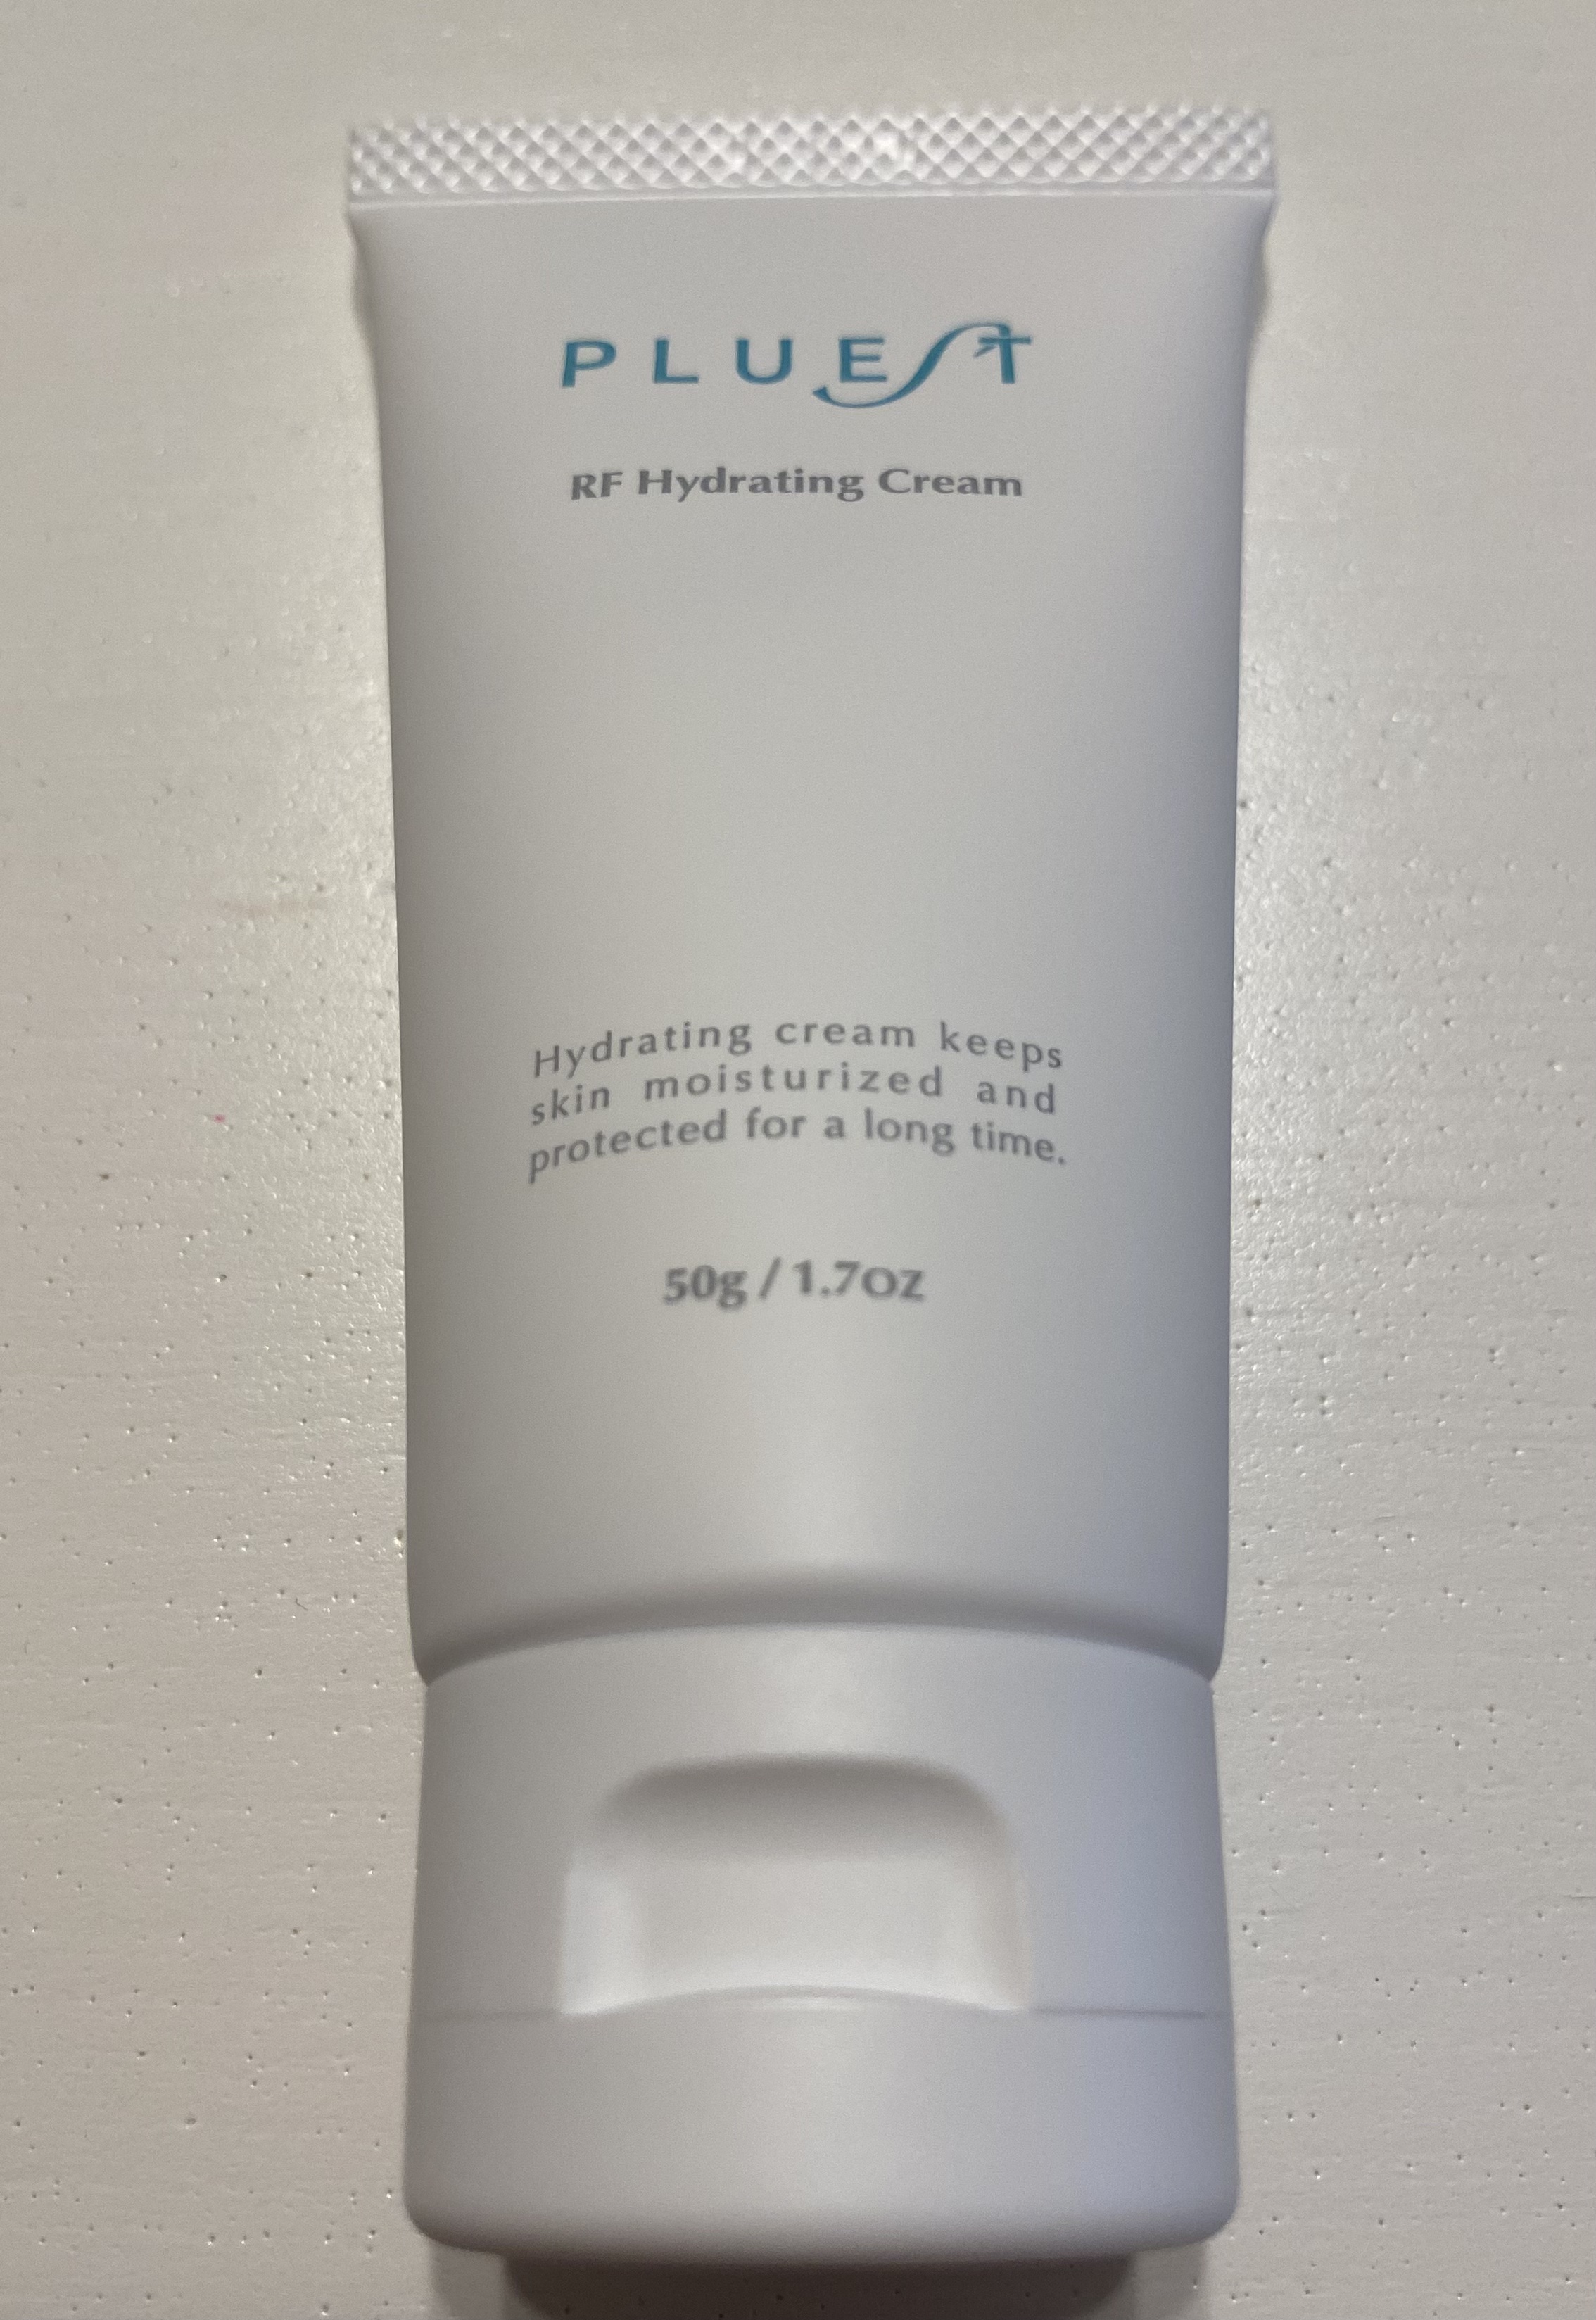 PLUEST
RF Hydrating Cream
Hydrating cream keeps
skin moisturized and
protected for a long time.
50g / 1.7oz